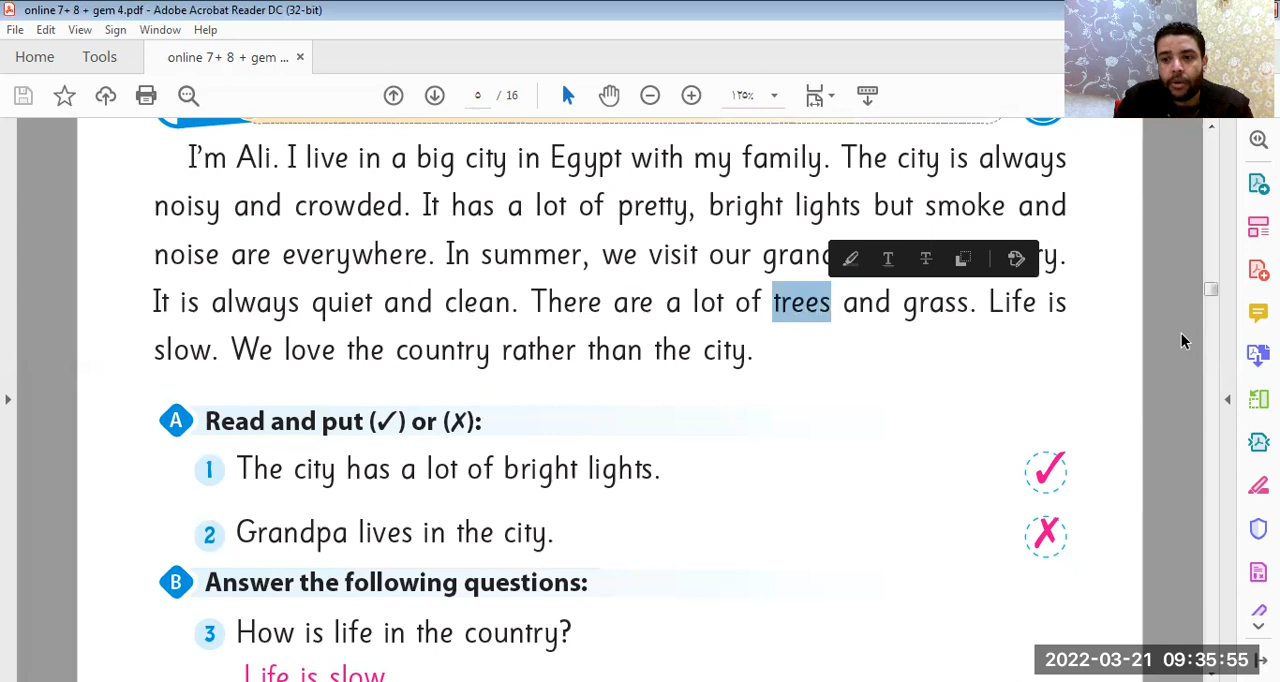 online 7+ 8 + gem 4.pdf - Adobe Acrobat Reader DC (32-bit)
File Edit View Sign Window Help
Home Tools online 7+ 8 + gem ... ×
٥ / 16 ١٢٥%
I'm Ali. I live in a big city in Egypt with my family. The city is always
noisy and crowded. It has a lot of pretty, bright lights but smoke and
noise are everywhere. In summer, we visit our
It is always quiet and clean. There are a lot of trees and grass. Life is
slow. We love the country rather than the city.
A Read and put (✓) or (✗):
1 The city has a lot of bright lights. ✓
2 Grandpa lives in the city. ✗
B Answer the following questions:
3 How is life in the country?
Life is slow
2022-03-21 09:35:55